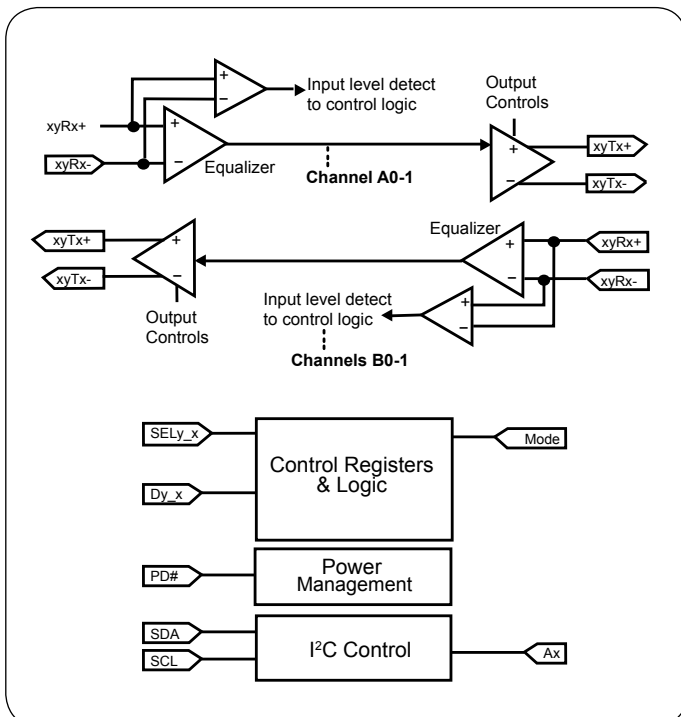 Input level detect
to control logic
Output
Controls
+
−
xyRx+
+
xyRx-
−
Equalizer
Channel A0-1
+
−
xyTx+
xyTx-
xyTx+
xyTx-
+
−
Output
Controls
Equalizer
+
−
xyRx+
xyRx-
Input level detect
to control logic
+
−
Channels B0-1
SELy_x
Control Registers
& Logic
Mode
Dy_x
PD#
Power
Management
SDA
SCL
I²C Control
Ax